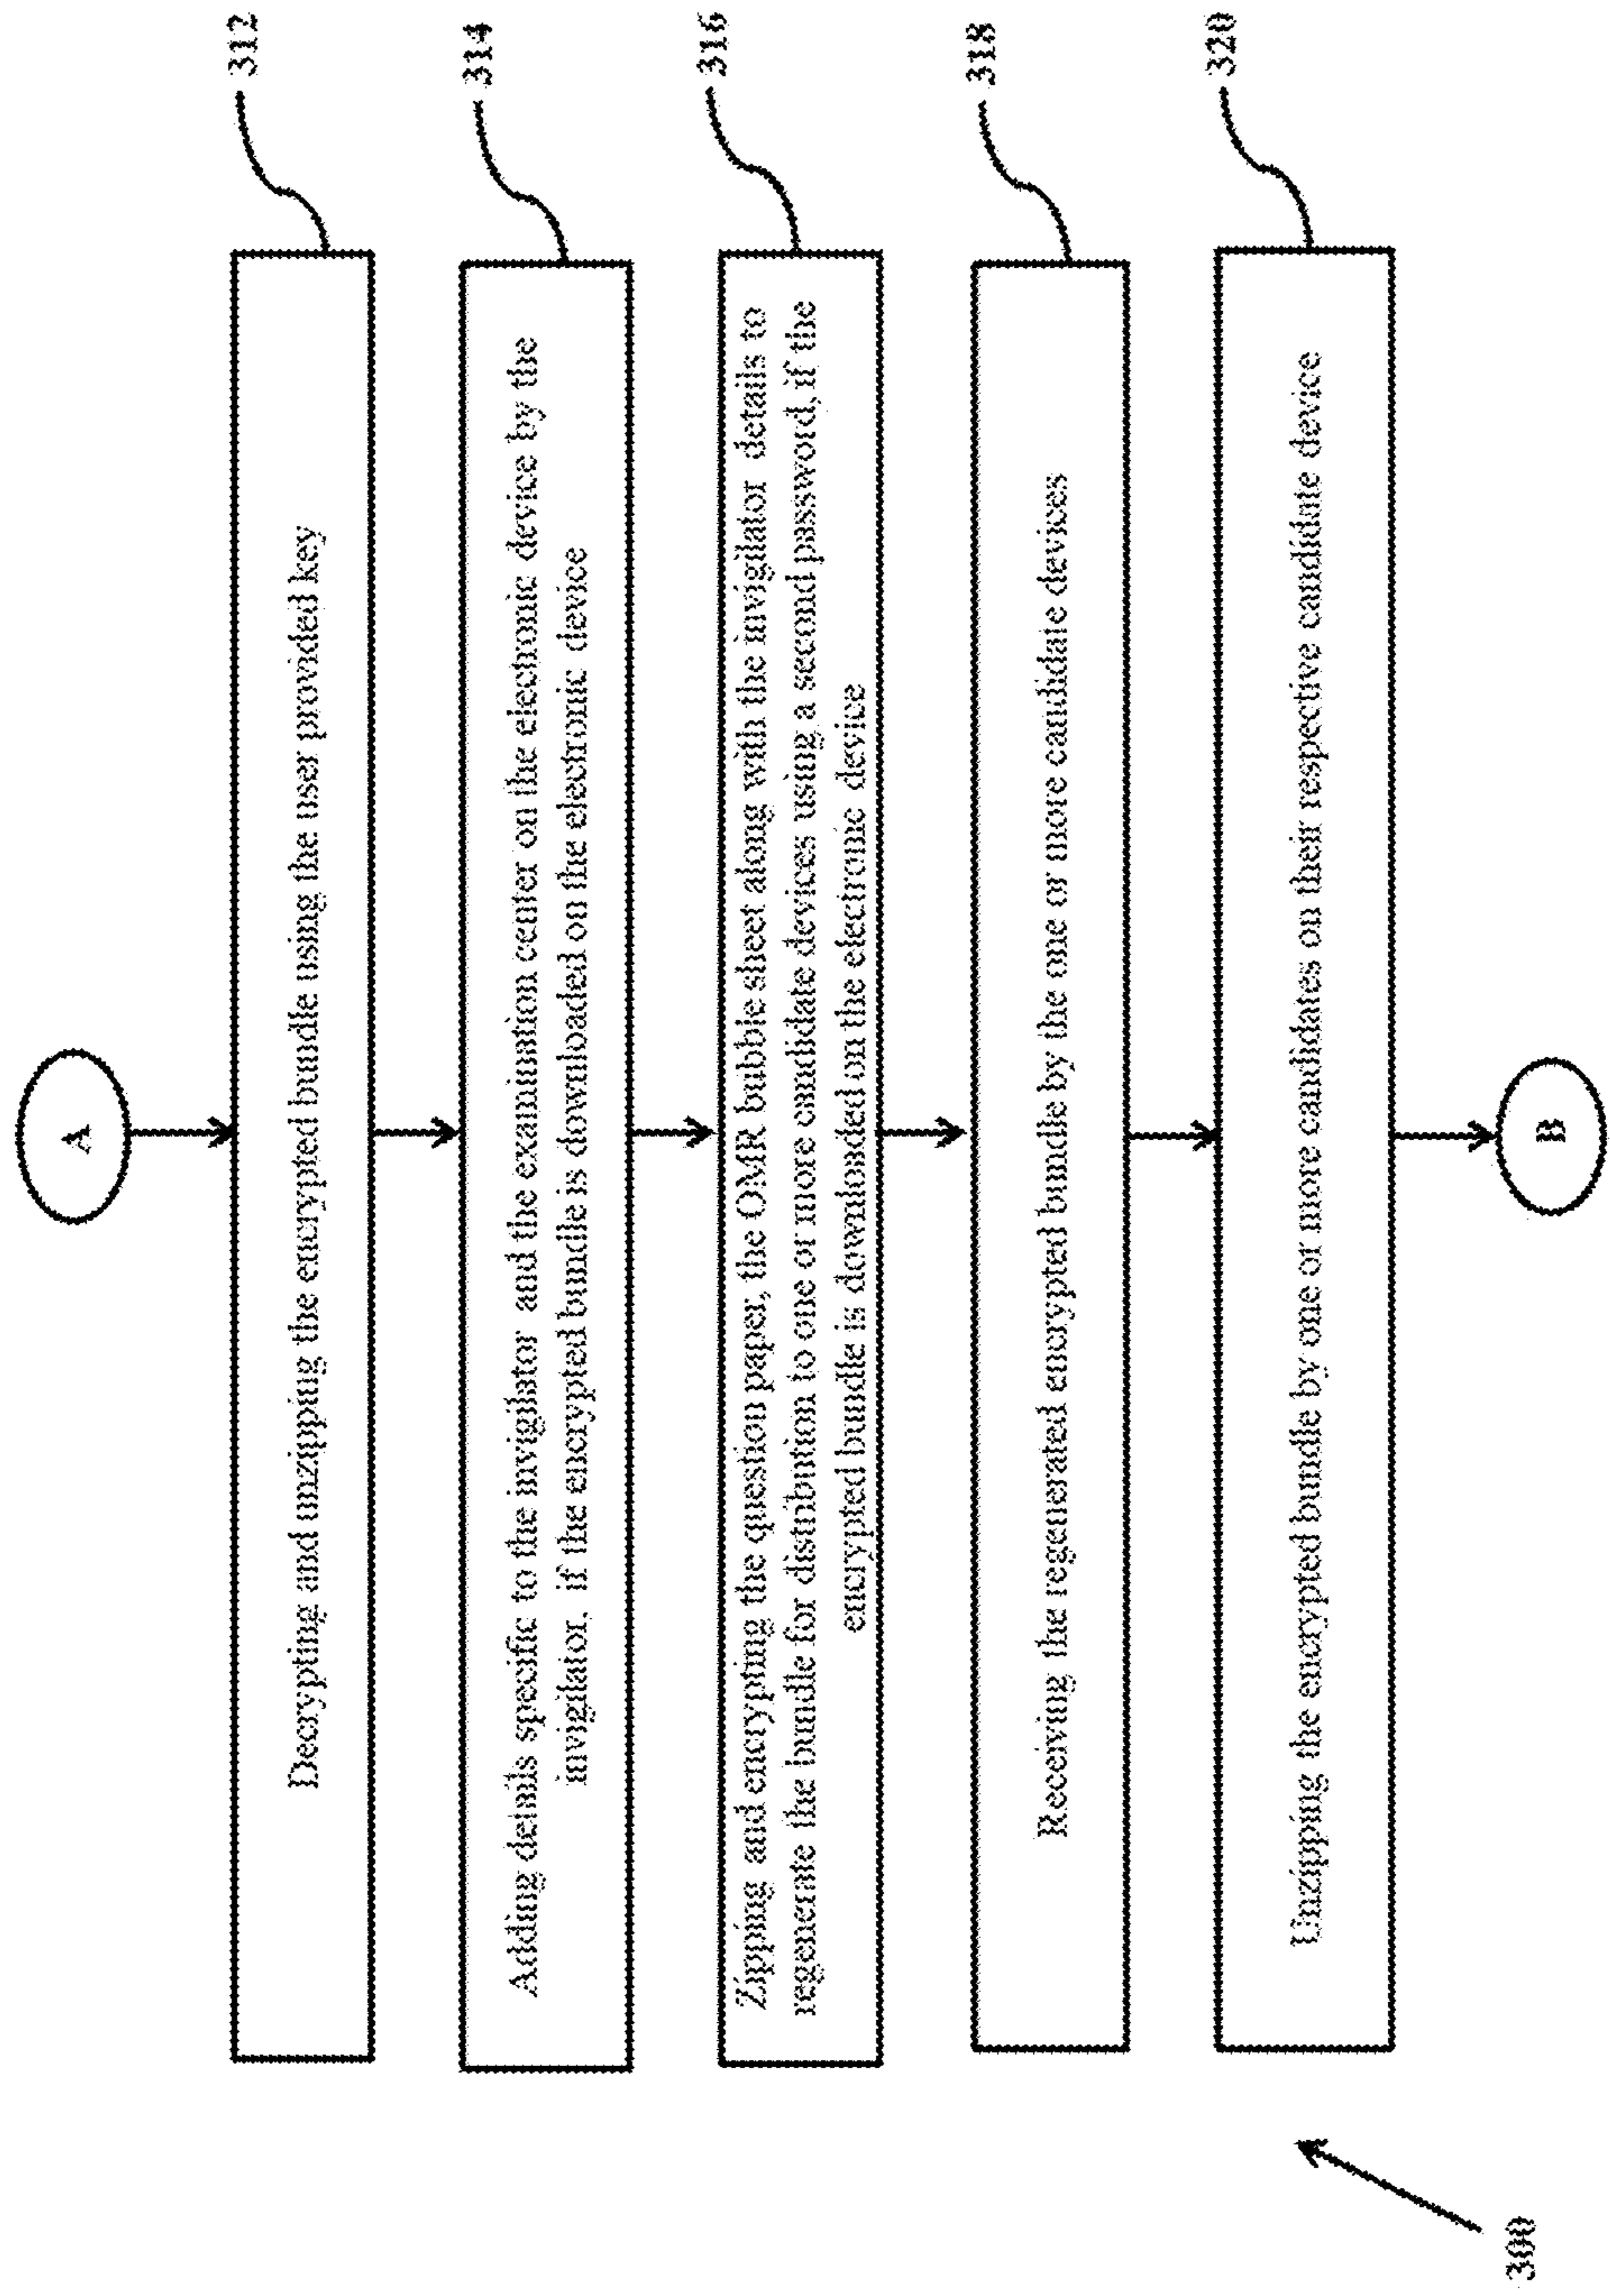 A
312
Decrypting and unzipping the encrypted bundle using the user provided key
314
Adding details specific to the invigilator and the examination center on the electronic device by the
invigilator, if the encrypted bundle is downloaded on the electronic device
316
Zipping and encrypting the question paper, the OMR bubble sheet along with the invigilator details to
regenerate the bundle for distribution to one or more candidate devices using a second password, if the
encrypted bundle is downloaded on the electronic device
318
Receiving the regenerated encrypted bundle by the one or more candidate devices
320
Unzipping the encrypted bundle by one or more candidates on their respective candidate device
B
300